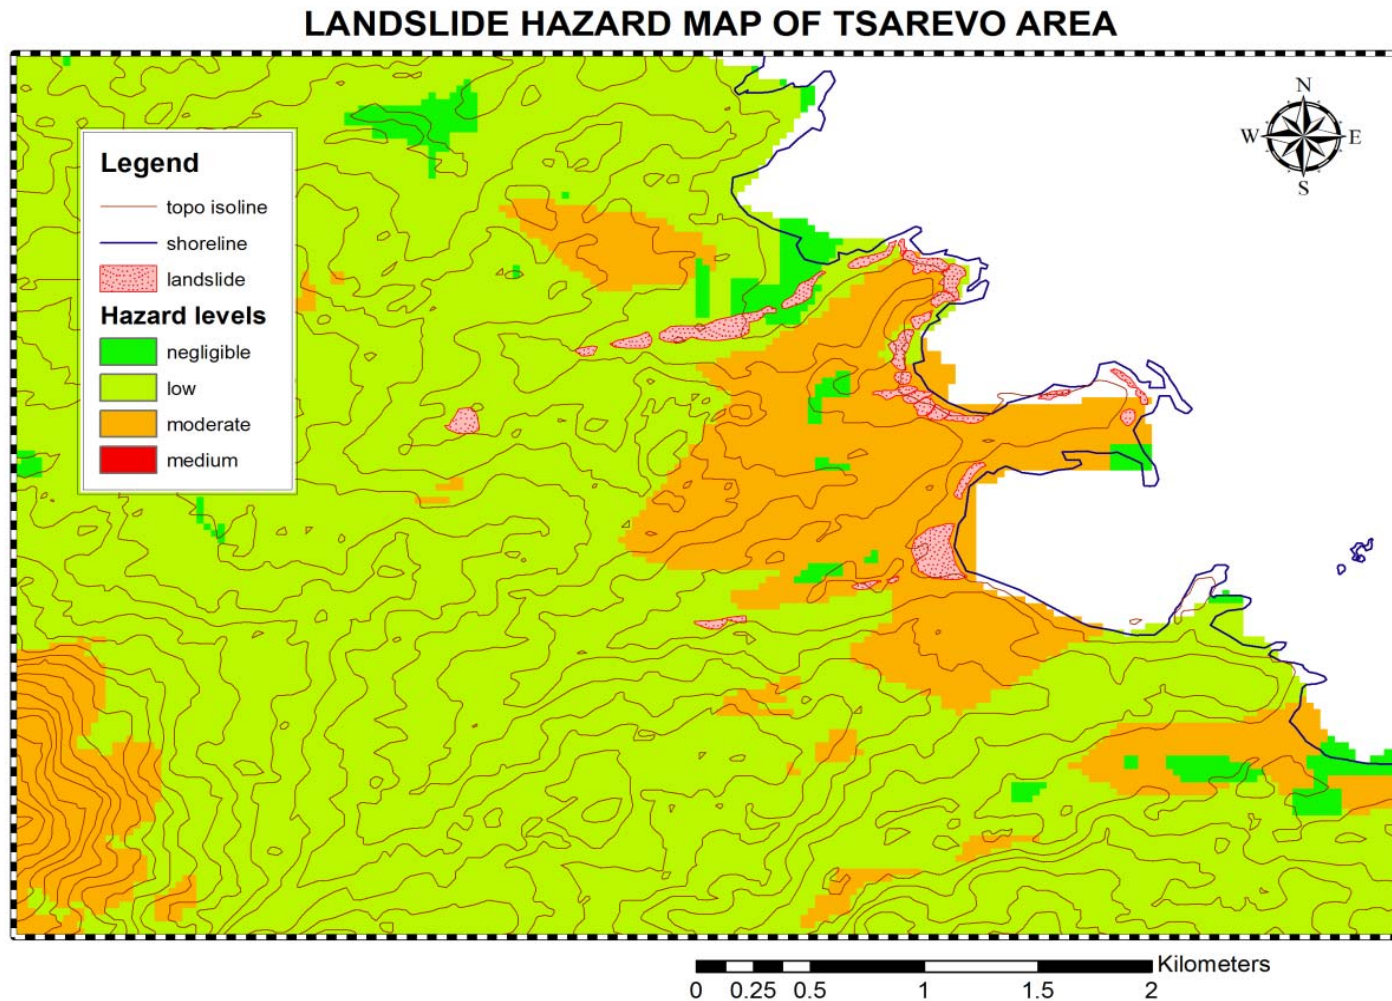 LANDSLIDE HAZARD MAP OF TSAREVO AREA
N
W E
S
Legend
topo isoline
shoreline
landslide
Hazard levels
negligible
low
moderate
medium
Kilometers
0 0.25 0.5 1 1.5 2